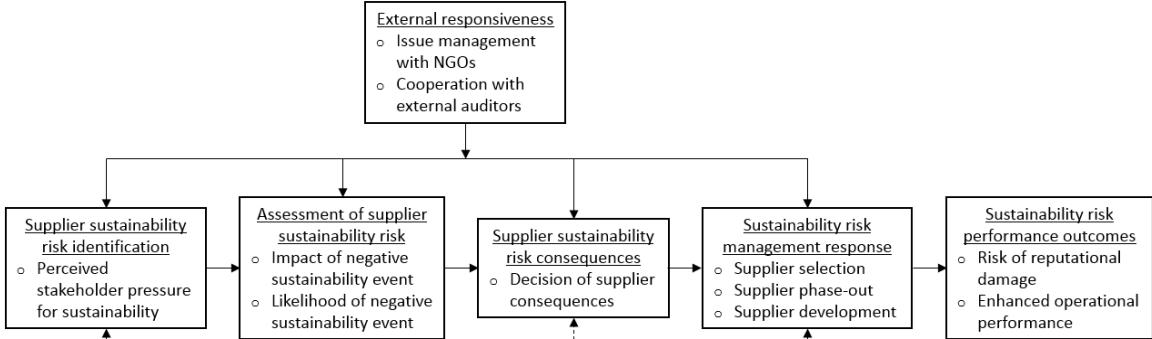 External responsiveness
o Issue management
with NGOs
o Cooperation with
external auditors
Supplier sustainability
risk identification
o Perceived
stakeholder pressure
for sustainability
Assessment of supplier
sustainability risk
o Impact of negative
sustainability event
o Likelihood of negative
sustainability event
Supplier sustainability
risk consequences
o Decision of supplier
consequences
Sustainability risk
management response
o Supplier selection
o Supplier phase-out
o Supplier development
Sustainability risk
performance outcomes
o Risk of reputational
damage
o Enhanced operational
performance